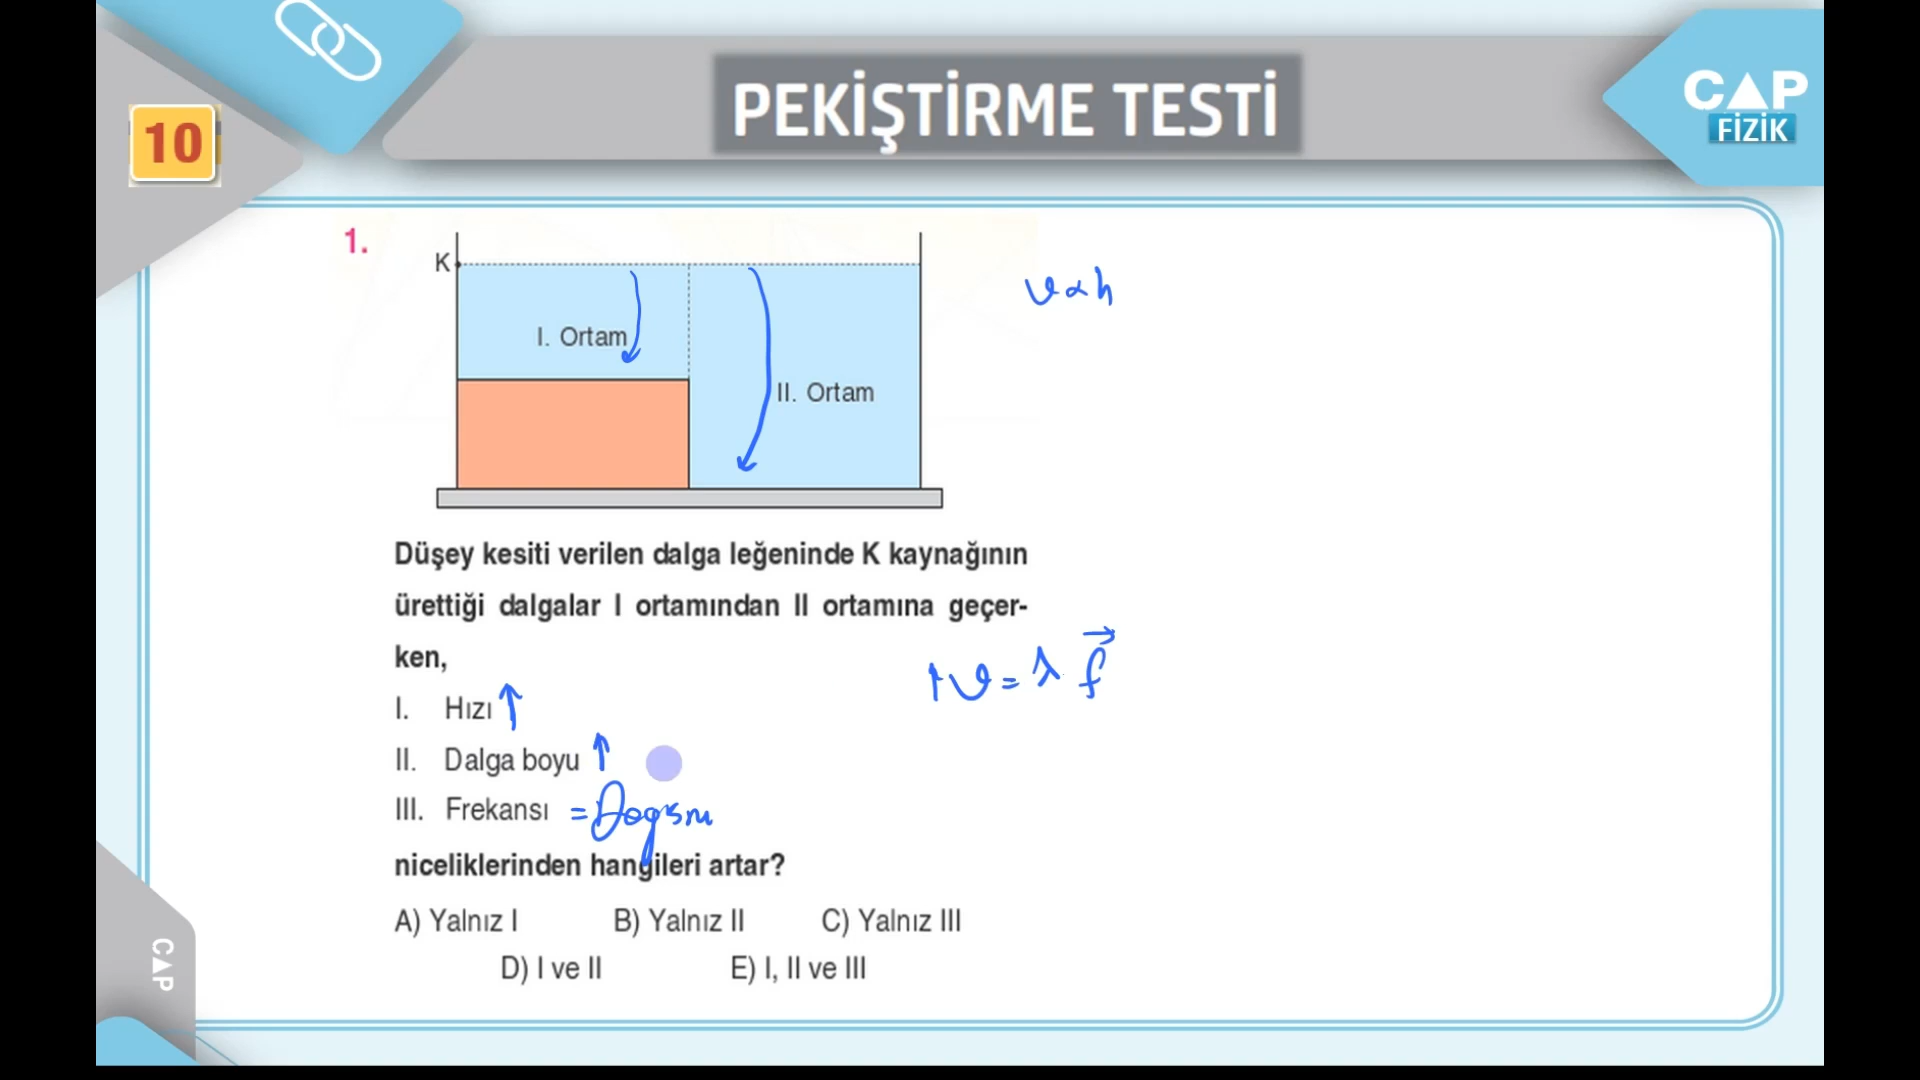 PEKİŞTİRME TESTİ
CAP
FİZİK
10
1.
K
I. Ortam
II. Ortam
v ∝ h
Düşey kesiti verilen dalga leğeninde K kaynağının
ürettiği dalgalar I ortamından II ortamına geçer-
ken,
↑v = λ f
I. Hızı ↑
II. Dalga boyu ↑
III. Frekansı =
niceliklerinden hangileri artar?
A) Yalnız I B) Yalnız II C) Yalnız III
D) I ve II E) I, II ve III
CAP